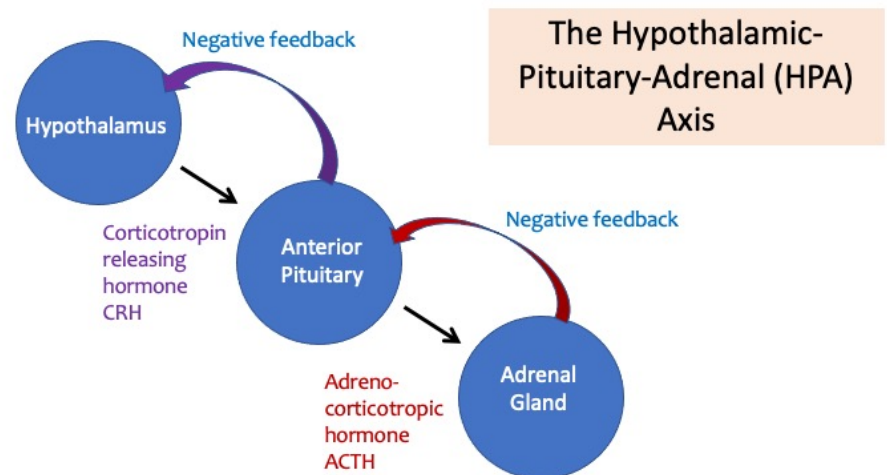 The Hypothalamic-
Pituitary-Adrenal (HPA)
Axis
Negative feedback
Hypothalamus
Corticotropin
releasing
hormone
CRH
Anterior
Pituitary
Negative feedback
Adreno-
corticotropic
hormone
ACTH
Adrenal
Gland